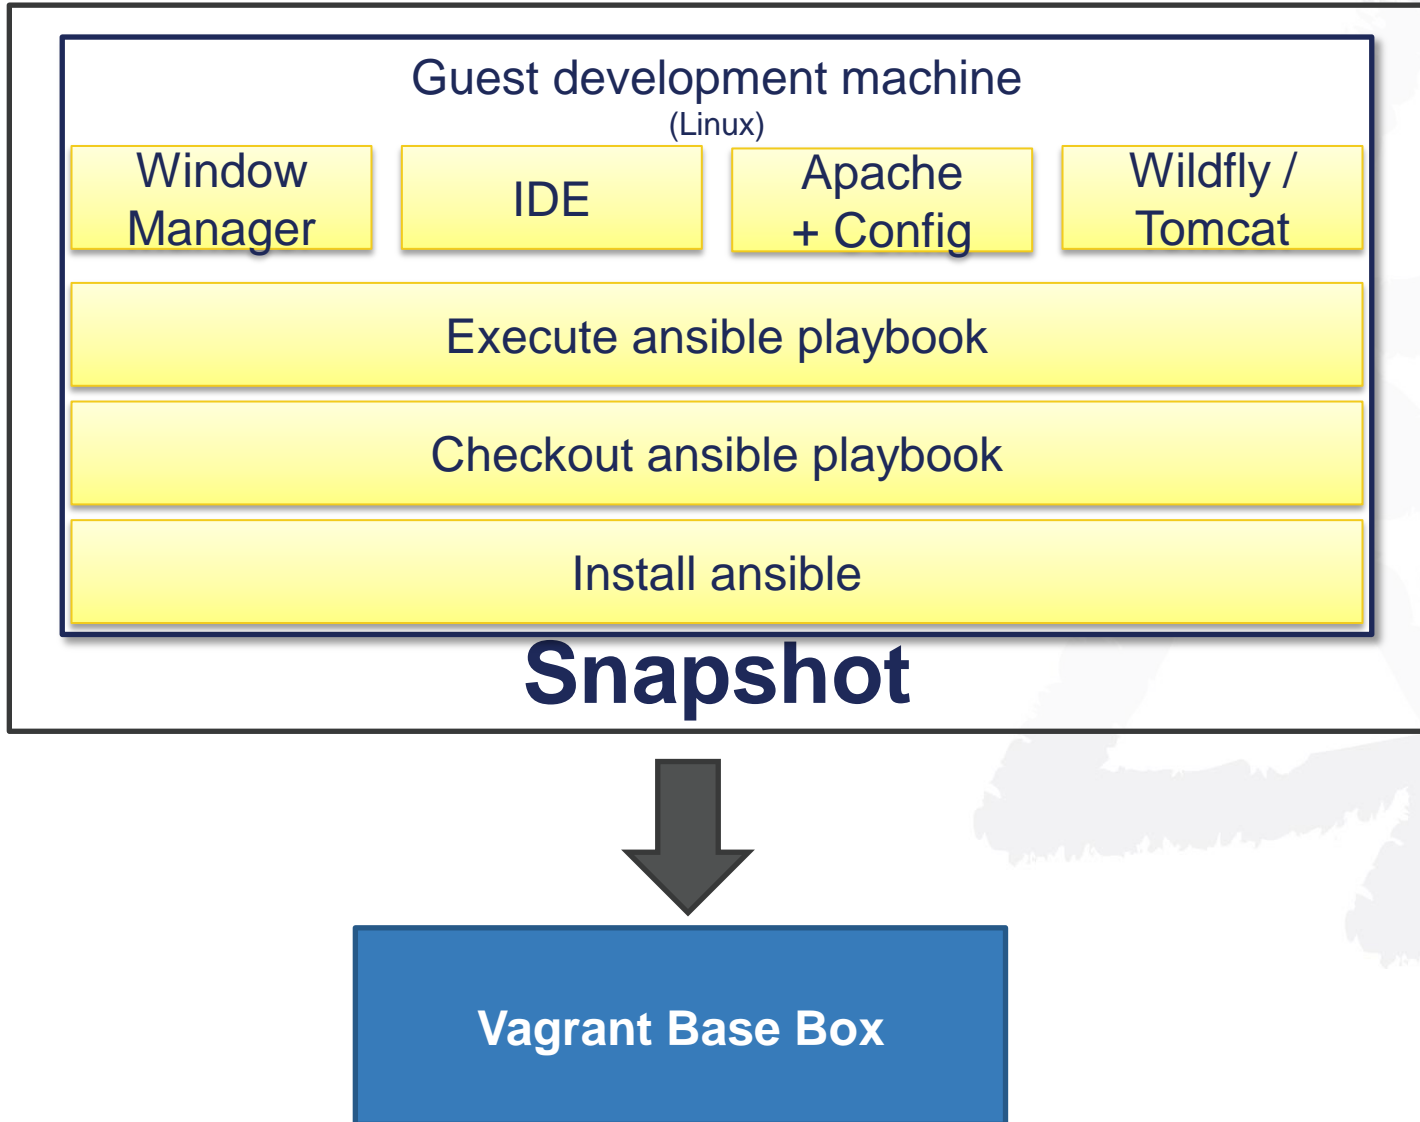 Guest development machine
(Linux)
Window
Manager
IDE
Apache
+ Config
Wildfly /
Tomcat
Execute ansible playbook
Checkout ansible playbook
Install ansible
Snapshot
Vagrant Base Box